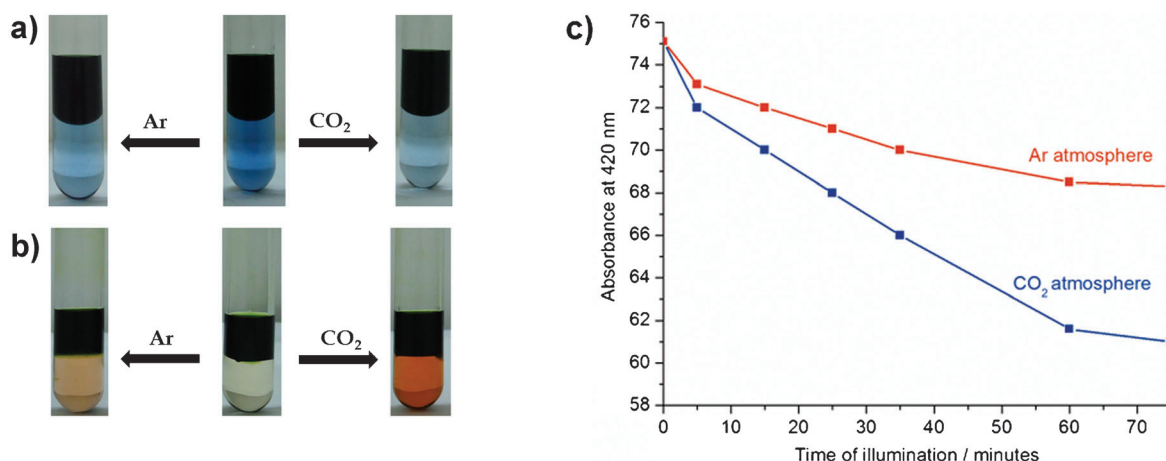 a)
Ar
CO₂
b)
Ar
CO₂
c)
Absorbance at 420 nm
76
74
72
70
68
66
64
62
60
58
Ar atmosphere
CO₂ atmosphere
0 10 20 30 40 50 60 70
Time of illumination / minutes